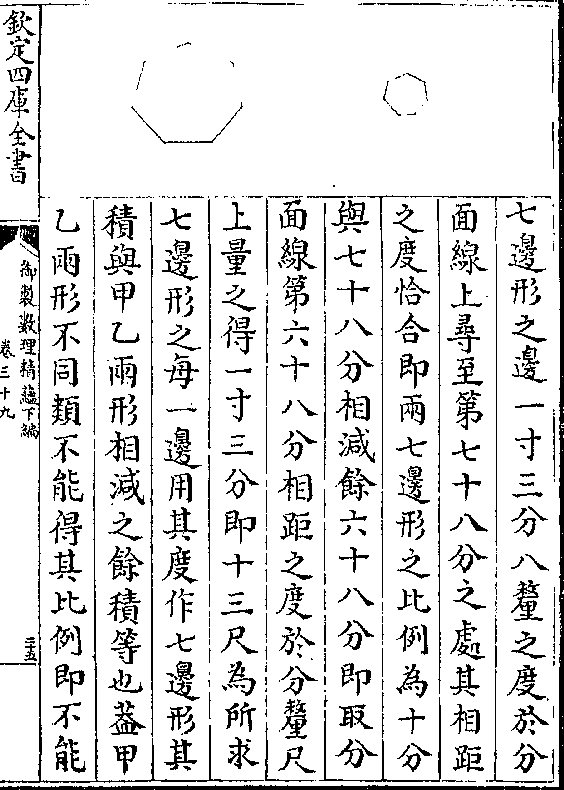 七邊形之邊一寸三分八釐之度於分
面線上尋至第七十八分之處其相距
之度恰合即兩七邊形之比例為十分
與七十八分相減餘六十八分即取分
面線第六十八分相距之度於分釐尺
上量之得一寸三分即十三尺為所求
七邊形之每一邊用其度作七邊形其
積與甲乙兩形相減之餘積等也葢甲
乙兩形不同類不能得其比例即不能
欽定四庫全書
御製數理精藴下編
卷三十九
三五